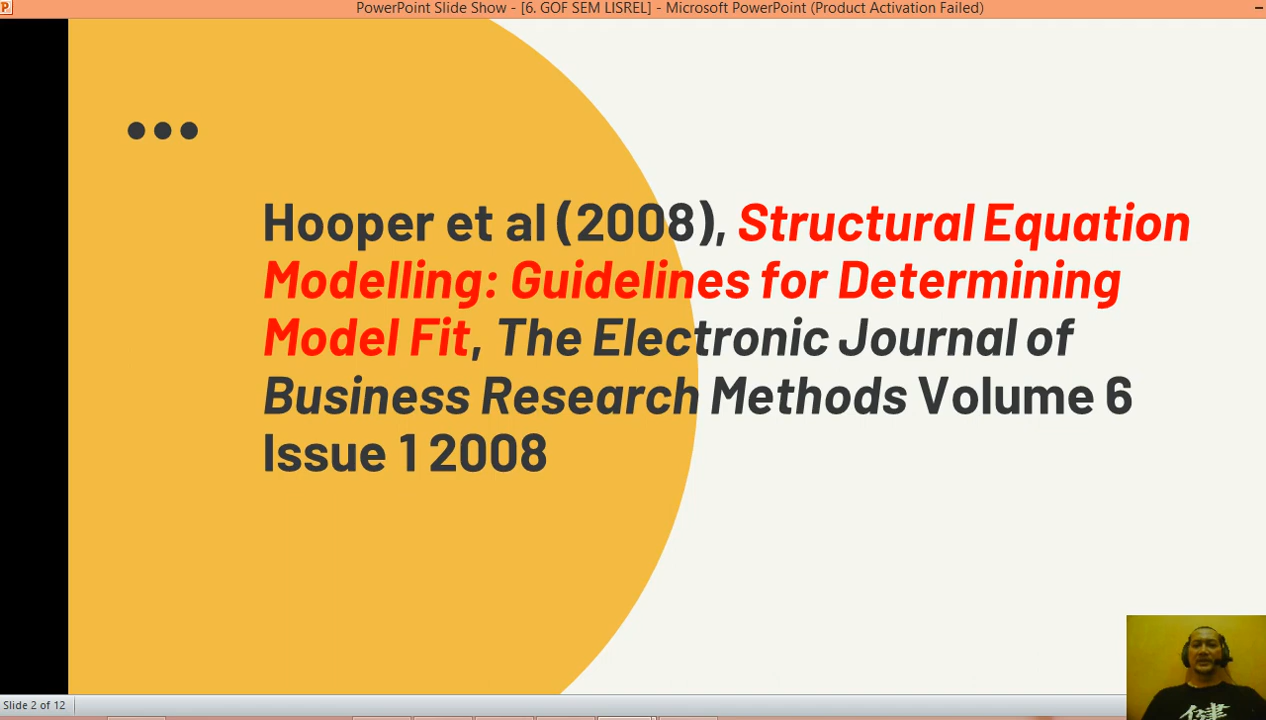 PowerPoint Slide Show - [6. GOF SEM LISREL] - Microsoft PowerPoint (Product Activation Failed)
Hooper et al (2008), Structural Equation
Modelling: Guidelines for Determining
Model Fit, The Electronic Journal of
Business Research Methods Volume 6
Issue 1 2008
Slide 2 of 12